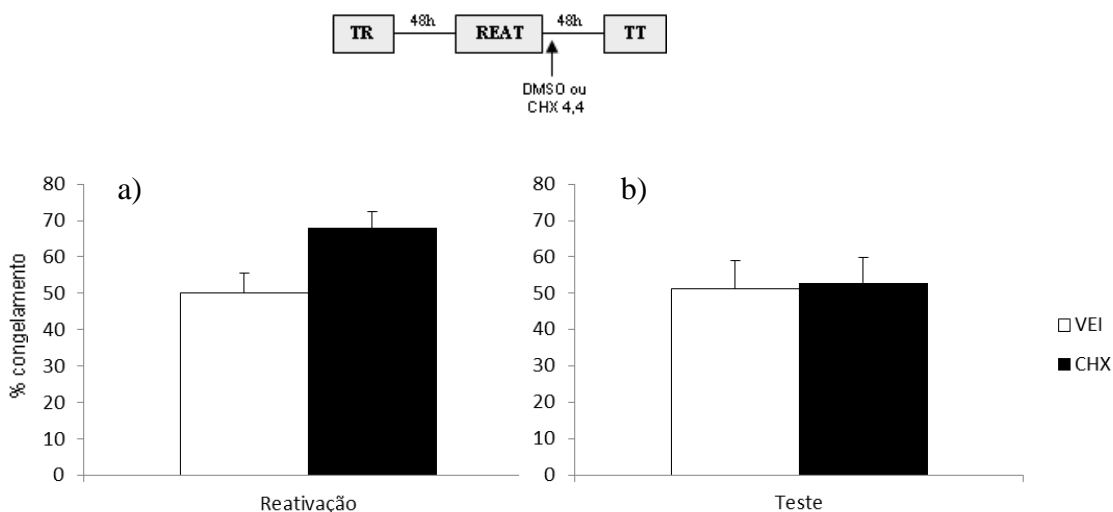 48h 48h
TR REAT TT
DMSO ou
CHX 4,4
a)
% congelamento
80
70
60
50
40
30
20
10
0
Reativação
b)
80
70
60
50
40
30
20
10
0
Teste
VEI
CHX